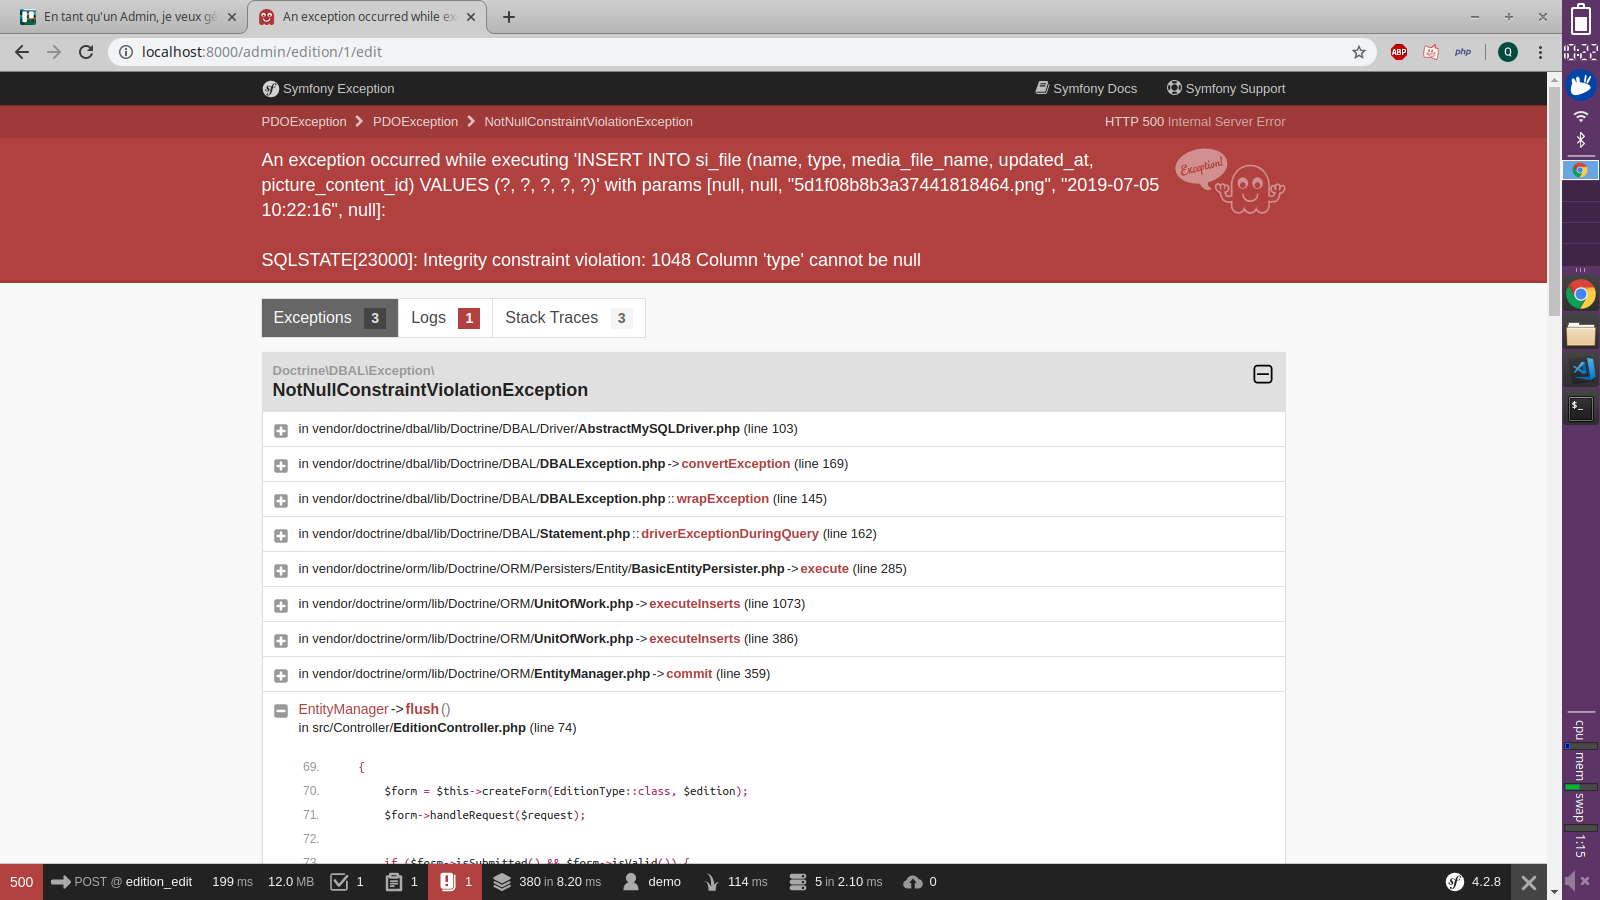 En tant qu'un Admin, je veux gé
An exception occurred while ex
localhost:8000/admin/edition/1/edit
ABP
php
Q
Symfony Exception
Symfony Docs
Symfony Support
PDOException > PDOException > NotNullConstraintViolationException
HTTP 500 Internal Server Error
An exception occurred while executing 'INSERT INTO si_file (name, type, media_file_name, updated_at,
picture_content_id) VALUES (?, ?, ?, ?, ?)' with params [null, null, "5d1f08b8b3a37441818464.png", "2019-07-05
10:22:16", null]:
Exception!
SQLSTATE[23000]: Integrity constraint violation: 1048 Column 'type' cannot be null
Exceptions 3
Logs 1
Stack Traces 3
Doctrine\DBAL\Exception\
NotNullConstraintViolationException
in vendor/doctrine/dbal/lib/Doctrine/DBAL/Driver/AbstractMySQLDriver.php (line 103)
in vendor/doctrine/dbal/lib/Doctrine/DBAL/DBALException.php->convertException (line 169)
in vendor/doctrine/dbal/lib/Doctrine/DBAL/DBALException.php::wrapException (line 145)
in vendor/doctrine/dbal/lib/Doctrine/DBAL/Statement.php::driverExceptionDuringQuery (line 162)
in vendor/doctrine/orm/lib/Doctrine/ORM/Persisters/Entity/BasicEntityPersister.php->execute (line 285)
in vendor/doctrine/orm/lib/Doctrine/ORM/UnitOfWork.php->executeInserts (line 1073)
in vendor/doctrine/orm/lib/Doctrine/ORM/UnitOfWork.php->executeInserts (line 386)
in vendor/doctrine/orm/lib/Doctrine/ORM/EntityManager.php->commit (line 359)
EntityManager->flush()
in src/Controller/EditionController.php (line 74)
69. {
70. $form = $this->createForm(EditionType::class, $edition);
71. $form->handleRequest($request);
72.
73. if ($form->isSubmitted() && $form->isValid()) {
500
POST @ edition_edit
199 ms
12.0 MB
1
1
1
380 in 8.20 ms
demo
114 ms
5 in 2.10 ms
0
sf 4.2.8
$_
cpu
mem
swap
1:15